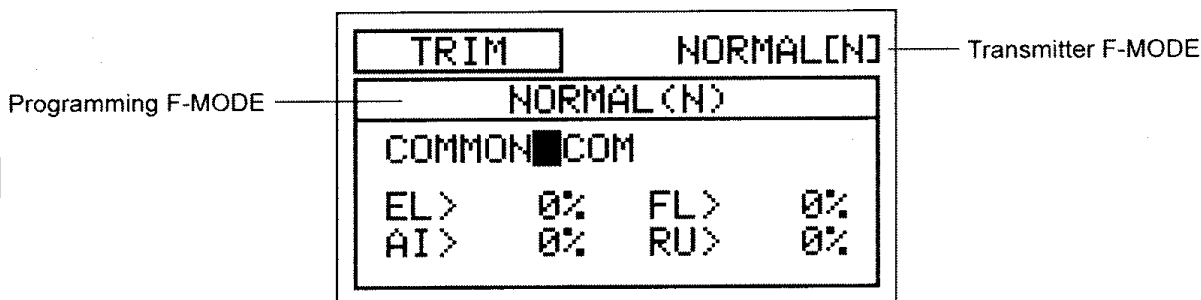 TRIM NORMAL[N] Transmitter F-MODE
Programming F-MODE NORMAL(N)
COMMON COM
EL> 0% FL> 0%
AI> 0% RU> 0%